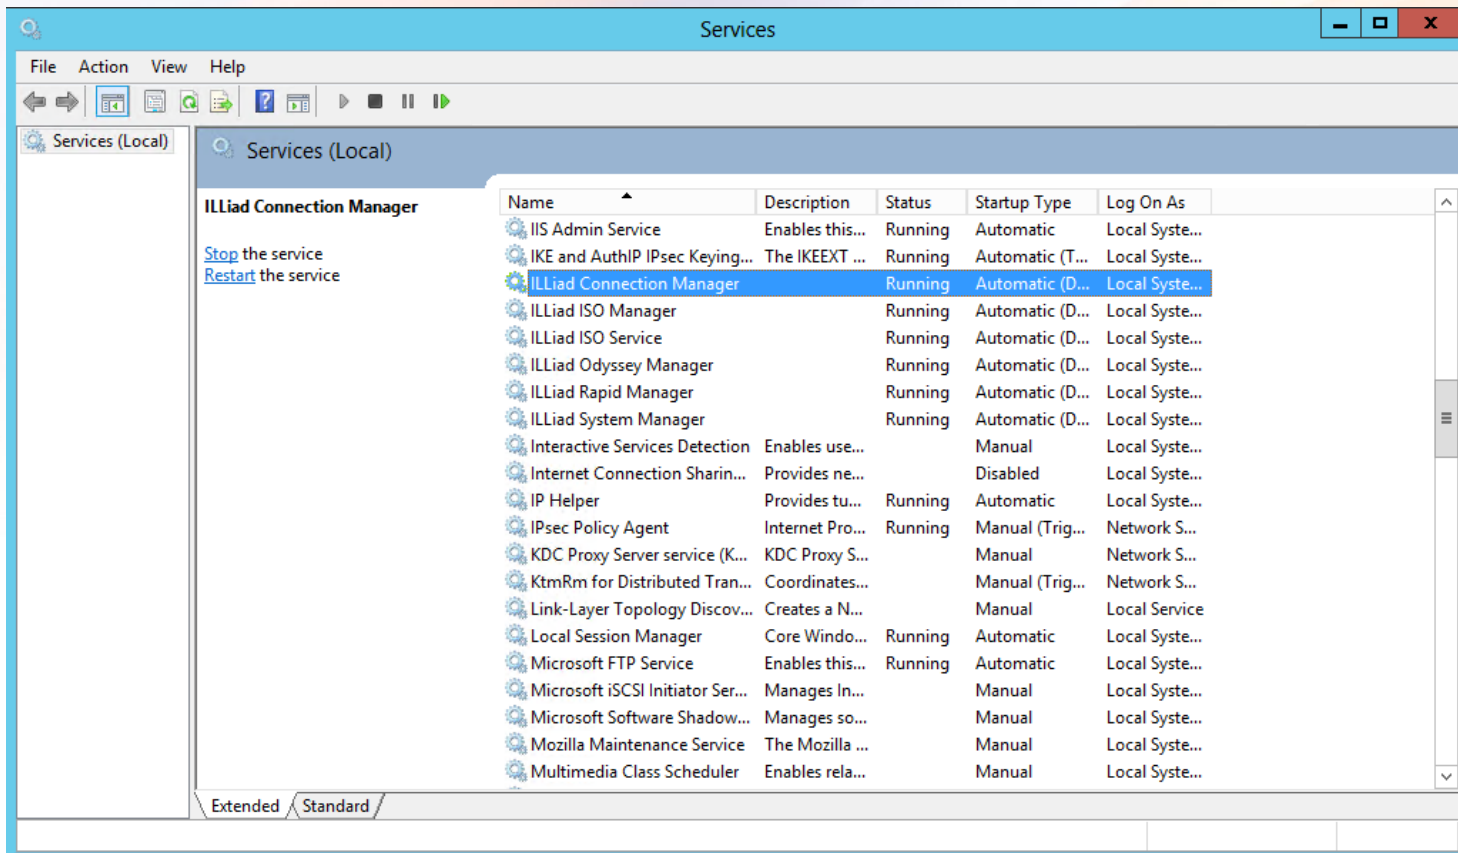 Services
File Action View Help
Services (Local)
Services (Local)
ILLiad Connection Manager
Stop the service
Restart the service
Name Description Status Startup Type Log On As
IIS Admin Service Enables this... Running Automatic Local Syste...
IKE and AuthIP IPsec Keying... The IKEEXT ... Running Automatic (T... Local Syste...
ILLiad Connection Manager Running Automatic (D... Local Syste...
ILLiad ISO Manager Running Automatic (D... Local Syste...
ILLiad ISO Service Running Automatic (D... Local Syste...
ILLiad Odyssey Manager Running Automatic (D... Local Syste...
ILLiad Rapid Manager Running Automatic (D... Local Syste...
ILLiad System Manager Running Automatic (D... Local Syste...
Interactive Services Detection Enables use... Manual Local Syste...
Internet Connection Sharin... Provides ne... Disabled Local Syste...
IP Helper Provides tu... Running Automatic Local Syste...
IPsec Policy Agent Internet Pro... Running Manual (Trig... Network S...
KDC Proxy Server service (K... KDC Proxy S... Manual Network S...
KtmRm for Distributed Tran... Coordinates... Manual (Trig... Network S...
Link-Layer Topology Discov... Creates a N... Manual Local Service
Local Session Manager Core Windo... Running Automatic Local Syste...
Microsoft FTP Service Enables this... Running Automatic Local Syste...
Microsoft iSCSI Initiator Ser... Manages In... Manual Local Syste...
Microsoft Software Shadow... Manages so... Manual Local Syste...
Mozilla Maintenance Service The Mozilla ... Manual Local Syste...
Multimedia Class Scheduler Enables rela... Manual Local Syste...
Extended Standard